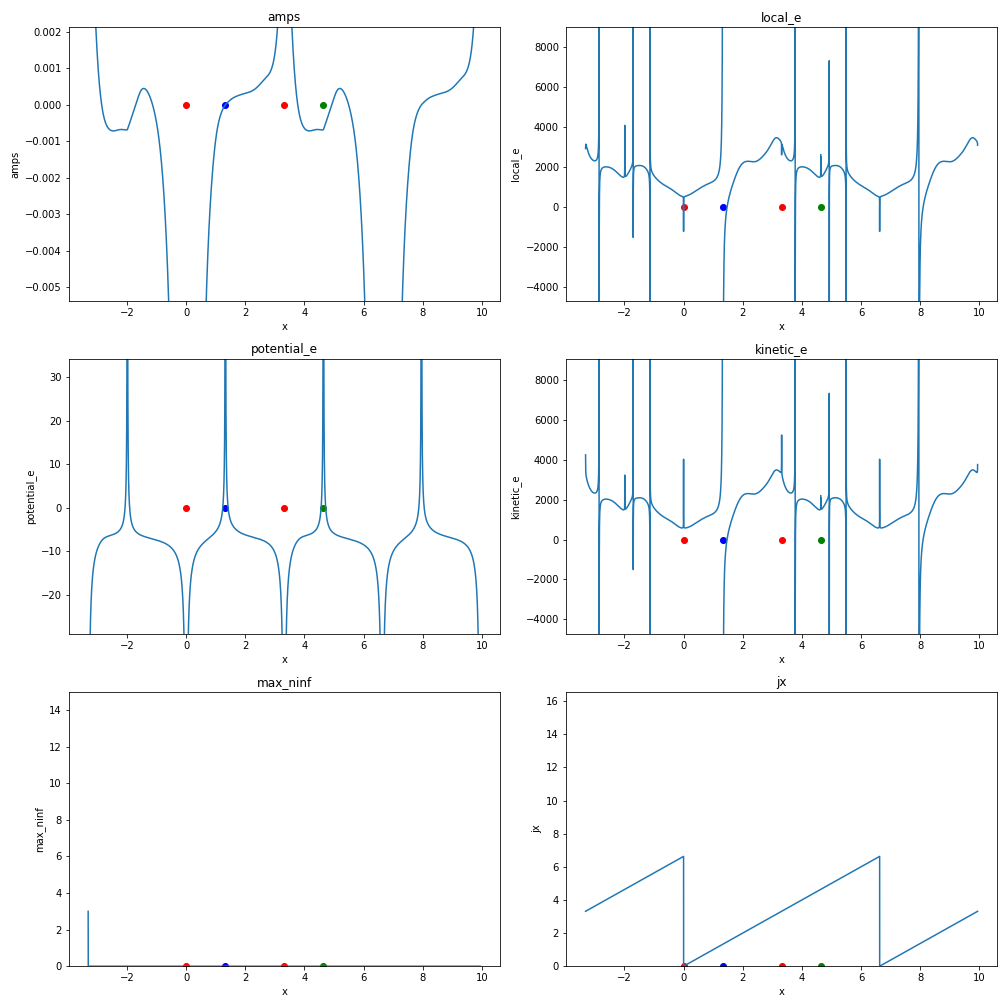 amps
0.002
0.001
0.000
−0.001
−0.002
−0.003
−0.004
−0.005
amps
−2 0 2 4 6 8 10
x
local_e
8000
6000
4000
2000
0
−2000
−4000
local_e
−2 0 2 4 6 8 10
x
potential_e
30
20
10
0
−10
−20
potential_e
−2 0 2 4 6 8 10
x
kinetic_e
8000
6000
4000
2000
0
−2000
−4000
kinetic_e
−2 0 2 4 6 8 10
x
max_ninf
14
12
10
8
6
4
2
0
max_ninf
−2 0 2 4 6 8 10
x
jx
16
14
12
10
8
6
4
2
0
jx
−2 0 2 4 6 8 10
x